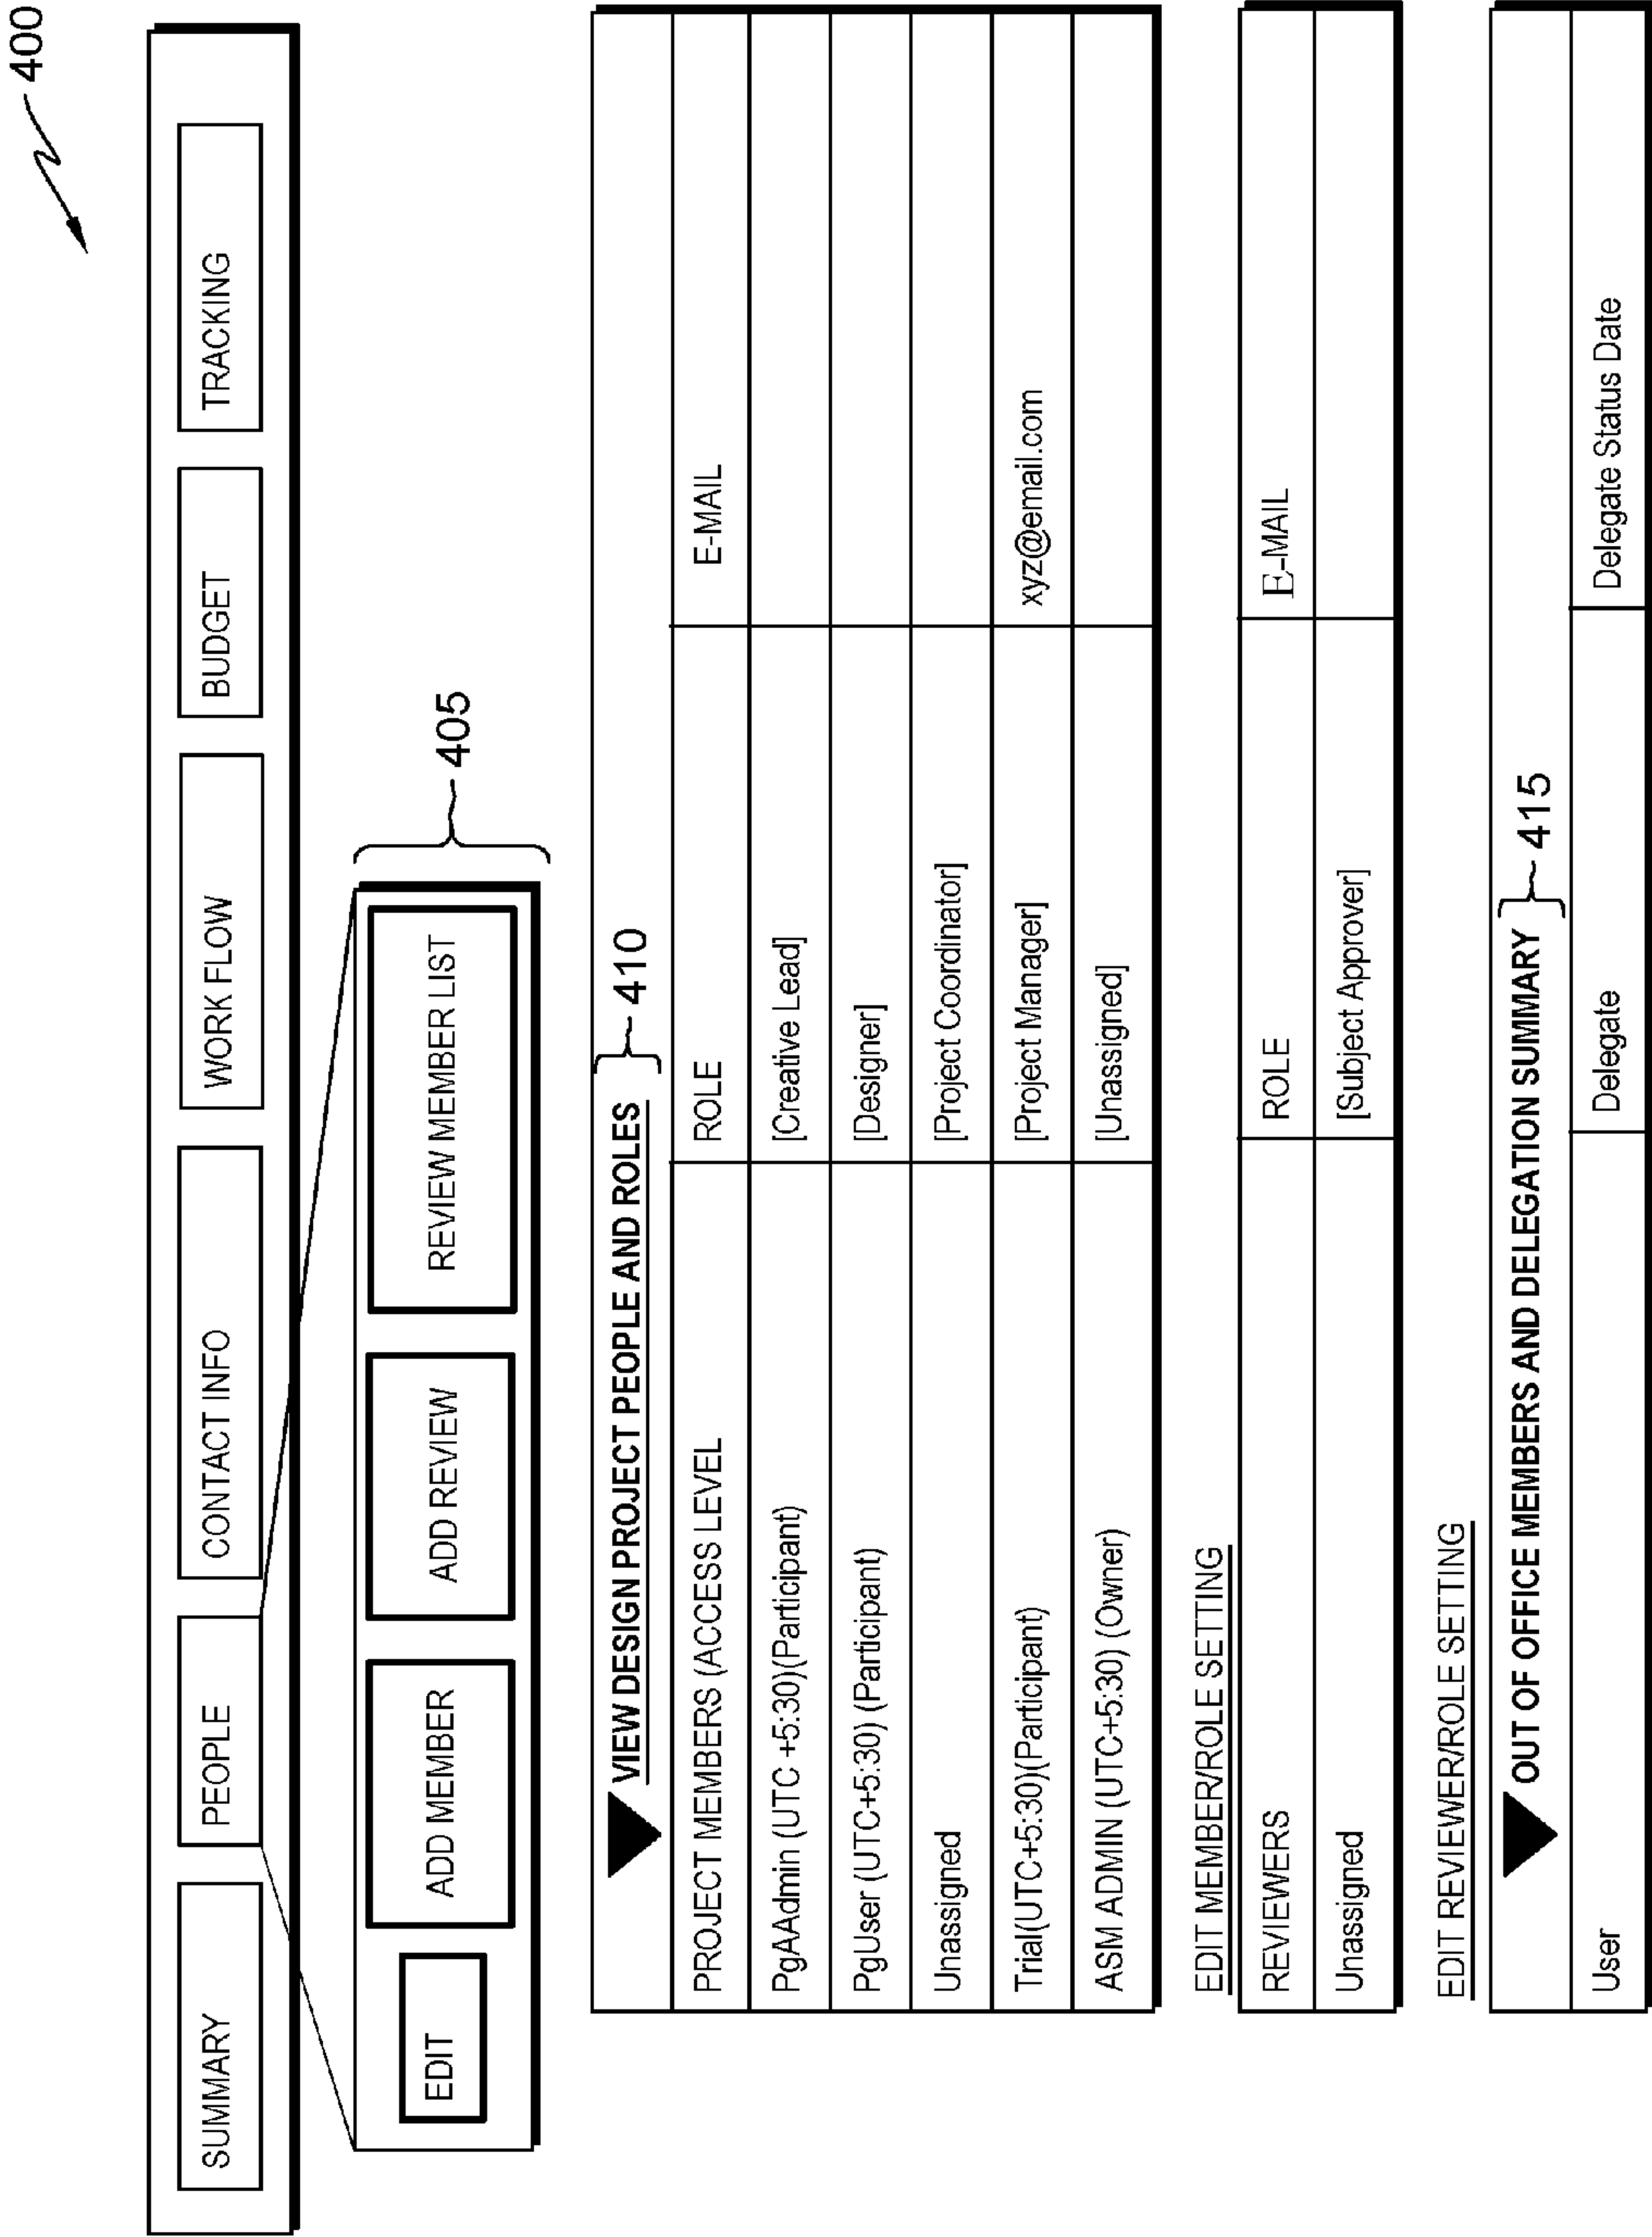 400
SUMMARY PEOPLE CONTACT INFO WORK FLOW BUDGET TRACKING
EDIT ADD MEMBER ADD REVIEW REVIEW MEMBER LIST 405
VIEW DESIGN PROJECT PEOPLE AND ROLES 410
PROJECT MEMBERS (ACCESS LEVEL ROLE E-MAIL
PgAAdmin (UTC +5:30)(Participant) [Creative Lead]
PgUser (UTC+5:30) (Participant) [Designer]
Unassigned [Project Coordinator]
Trial(UTC+5:30)(Participant) [Project Manager] xyz@email.com
ASM ADMIN (UTC+5:30) (Owner) [Unassigned]
EDIT MEMBER/ROLE SETTING
REVIEWERS ROLE E-MAIL
Unassigned [Subject Approver]
EDIT REVIEWER/ROLE SETTING
OUT OF OFFICE MEMBERS AND DELEGATION SUMMARY 415
User Delegate Delegate Status Date